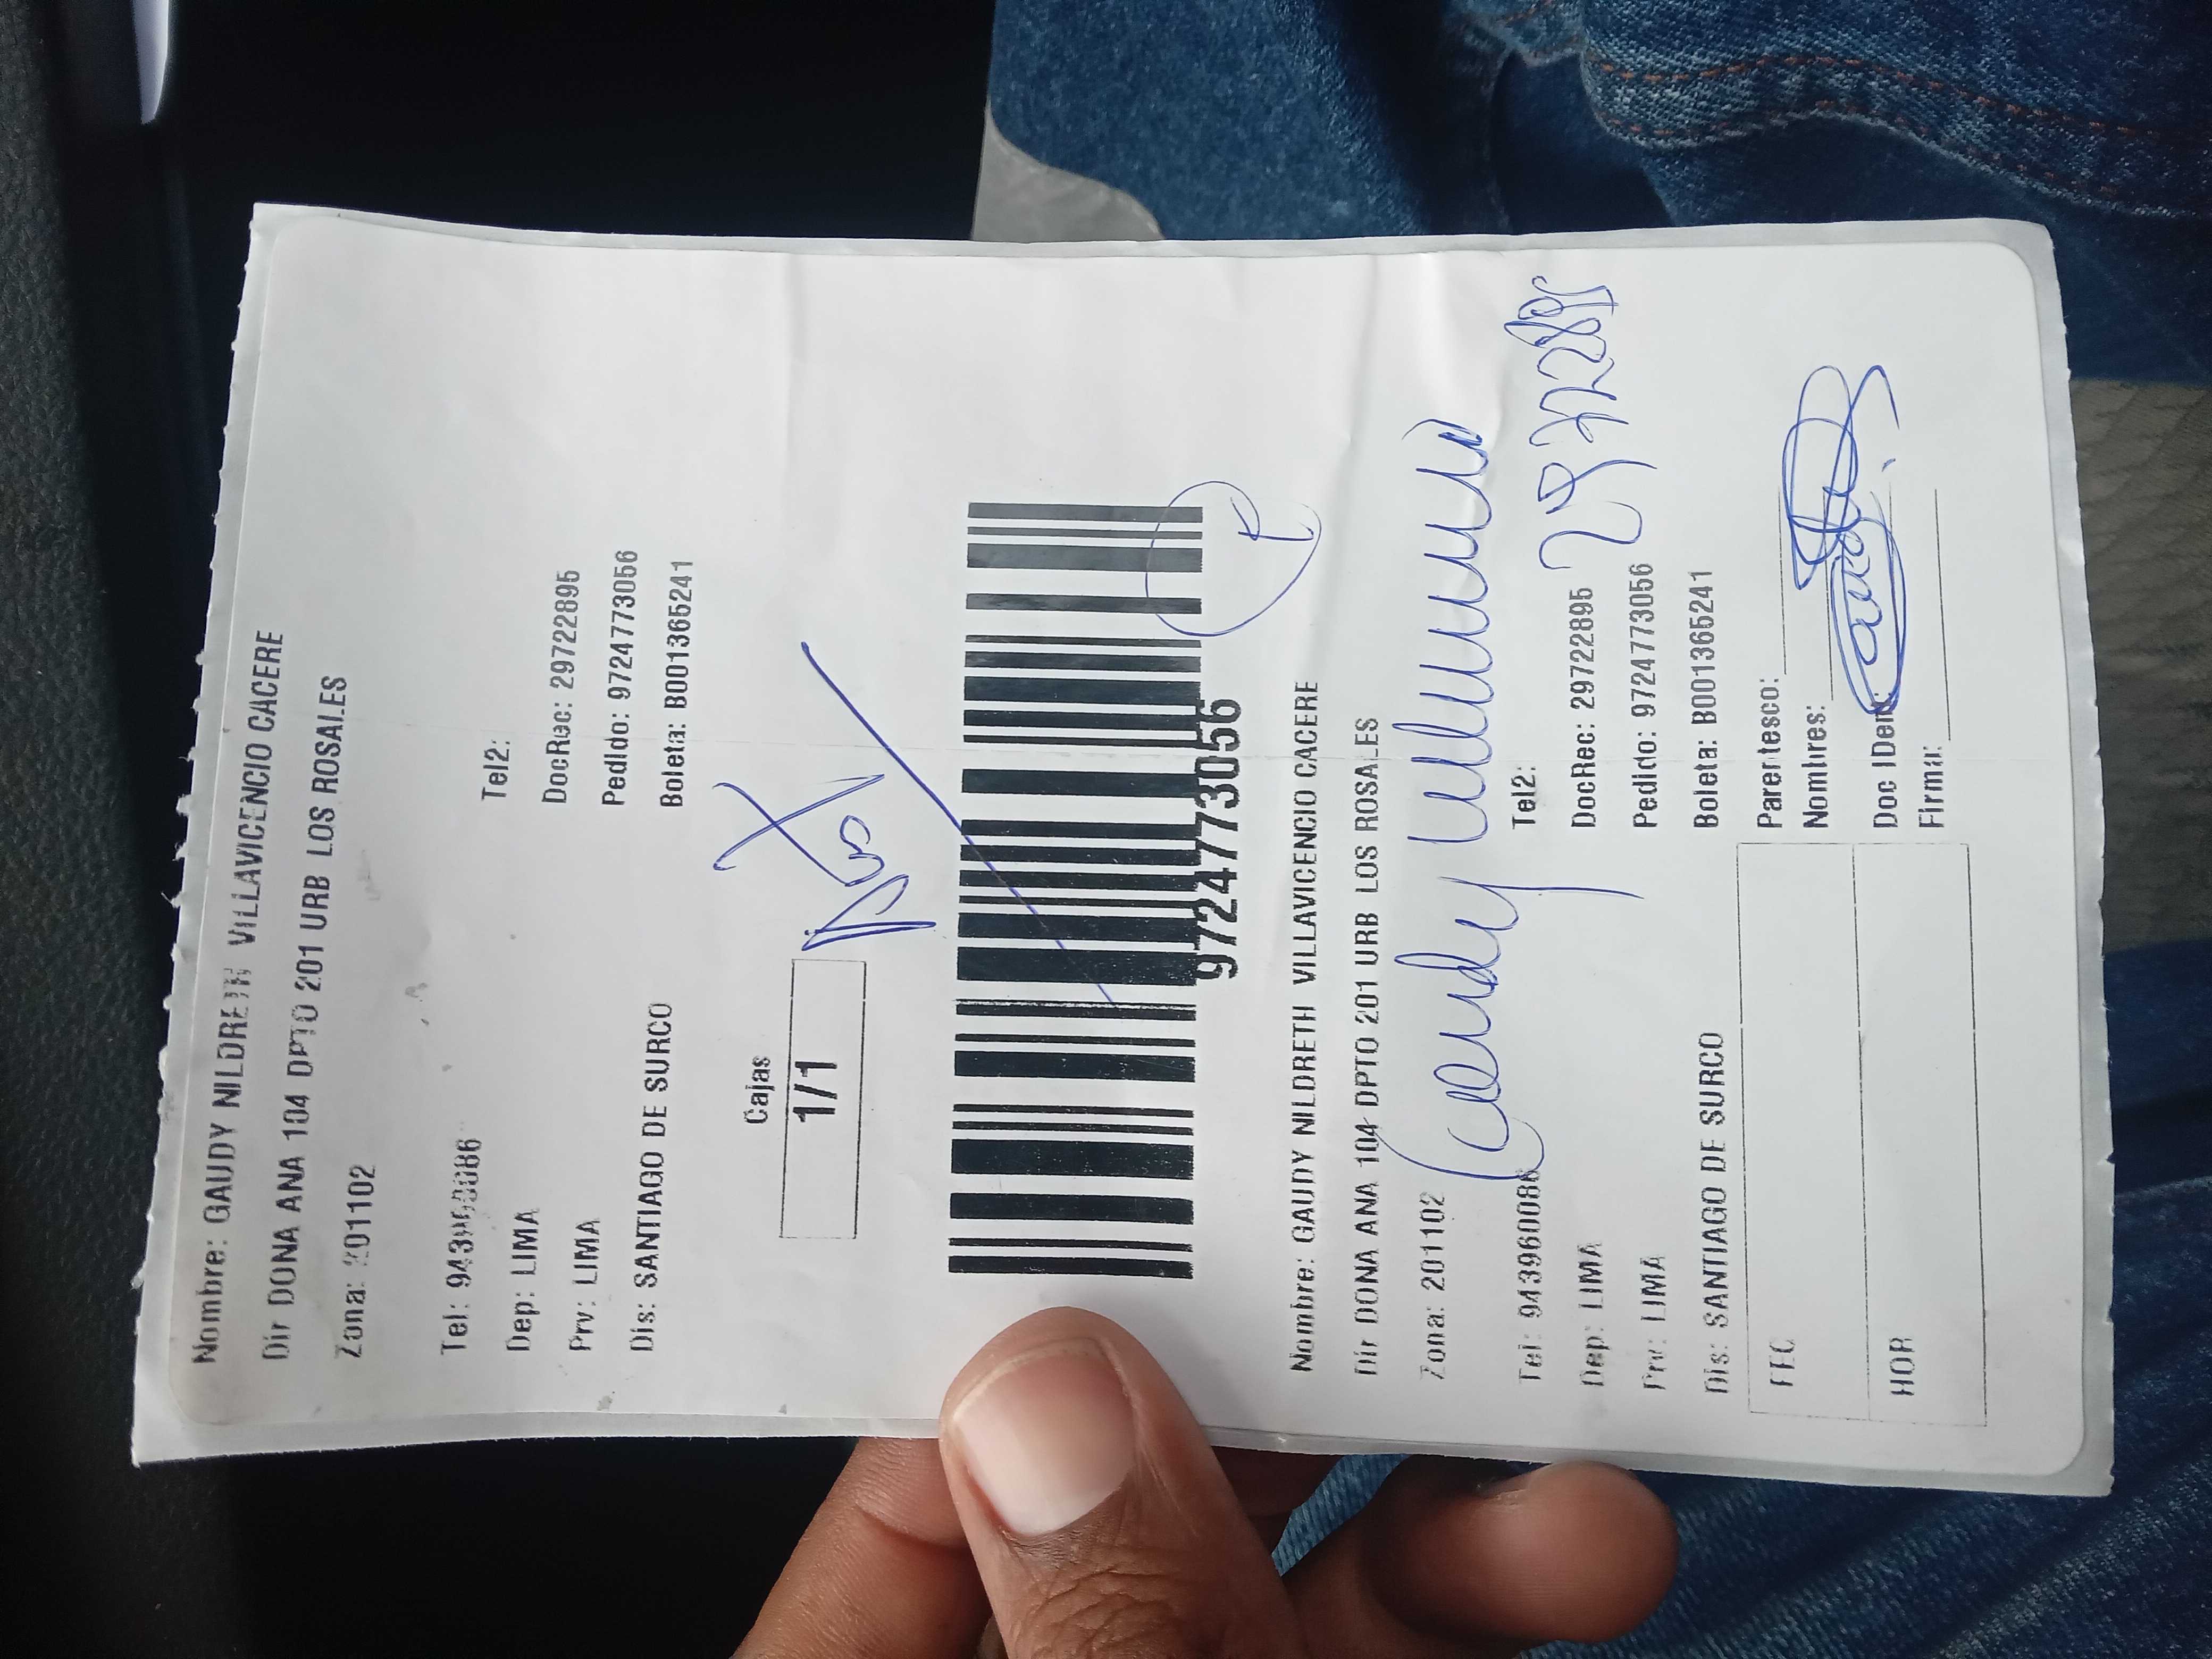 Nombre: GAUDY NILDRETH VILLAVICENCIO CACERE
Dir DONA ANA 104 DPTO 201 URB LOS ROSALES
Zona: 201102
Tel: 943960086 Tel2:
Dep: LIMA DocRec: 29722895
Prv: LIMA Pedido: 9724773056
Dis: SANTIAGO DE SURCO Boleta: B001365241
Cajas
1/1
9724773056
Nombre: GAUDY NILDRETH VILLAVICENCIO CACERE
Dir DONA ANA 104 DPTO 201 URB LOS ROSALES
Zona: 201102
Tel: 943960086 Tel2:
Dep: LIMA DocRec: 29722895
Prv: LIMA Pedido: 9724773056
Dis: SANTIAGO DE SURCO Boleta: B001365241
FEC Parentesco:
Nombres:
HOR Doc IDen:
Firma: